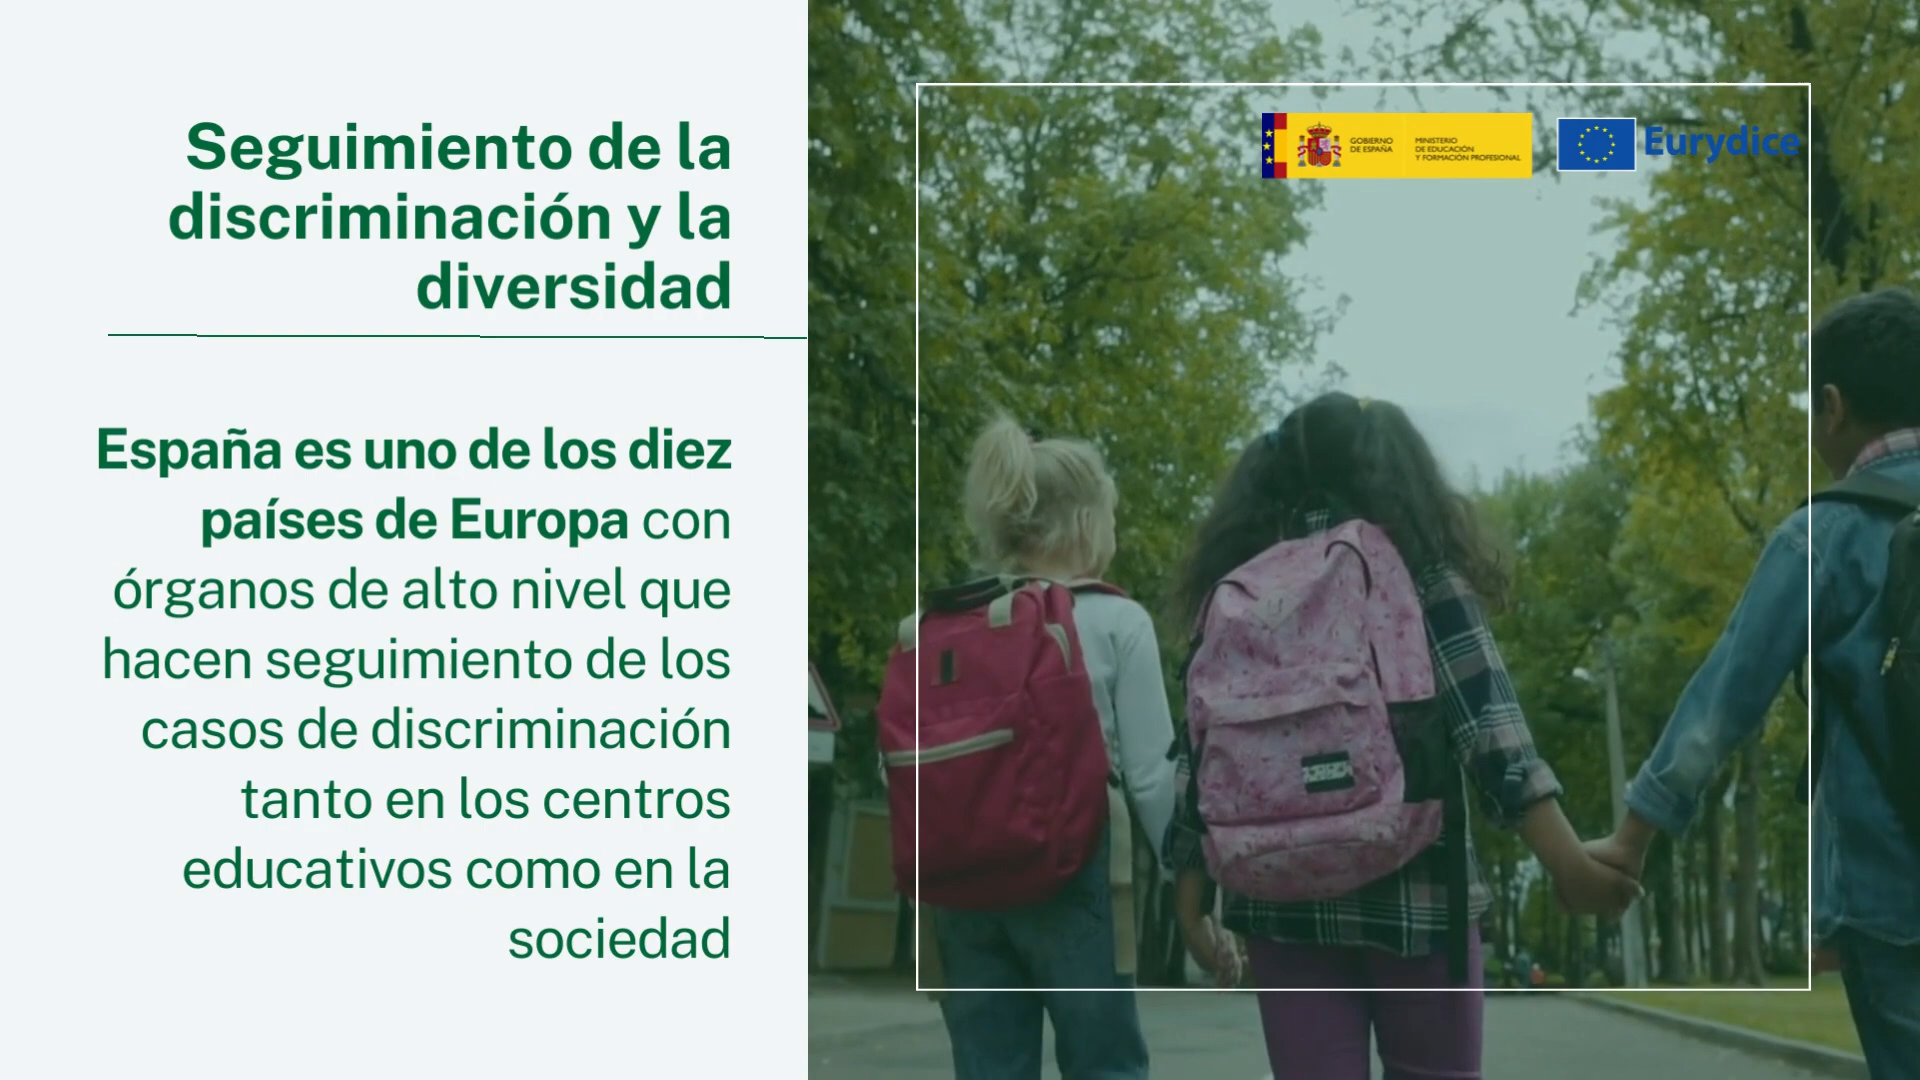 Seguimiento de la
discriminación y la
diversidad
España es uno de los diez
países de Europa con
órganos de alto nivel que
hacen seguimiento de los
casos de discriminación
tanto en los centros
educativos como en la
sociedad
GOBIERNO
DE ESPAÑA
MINISTERIO
DE EDUCACIÓN
Y FORMACIÓN PROFESIONAL
Eurydice